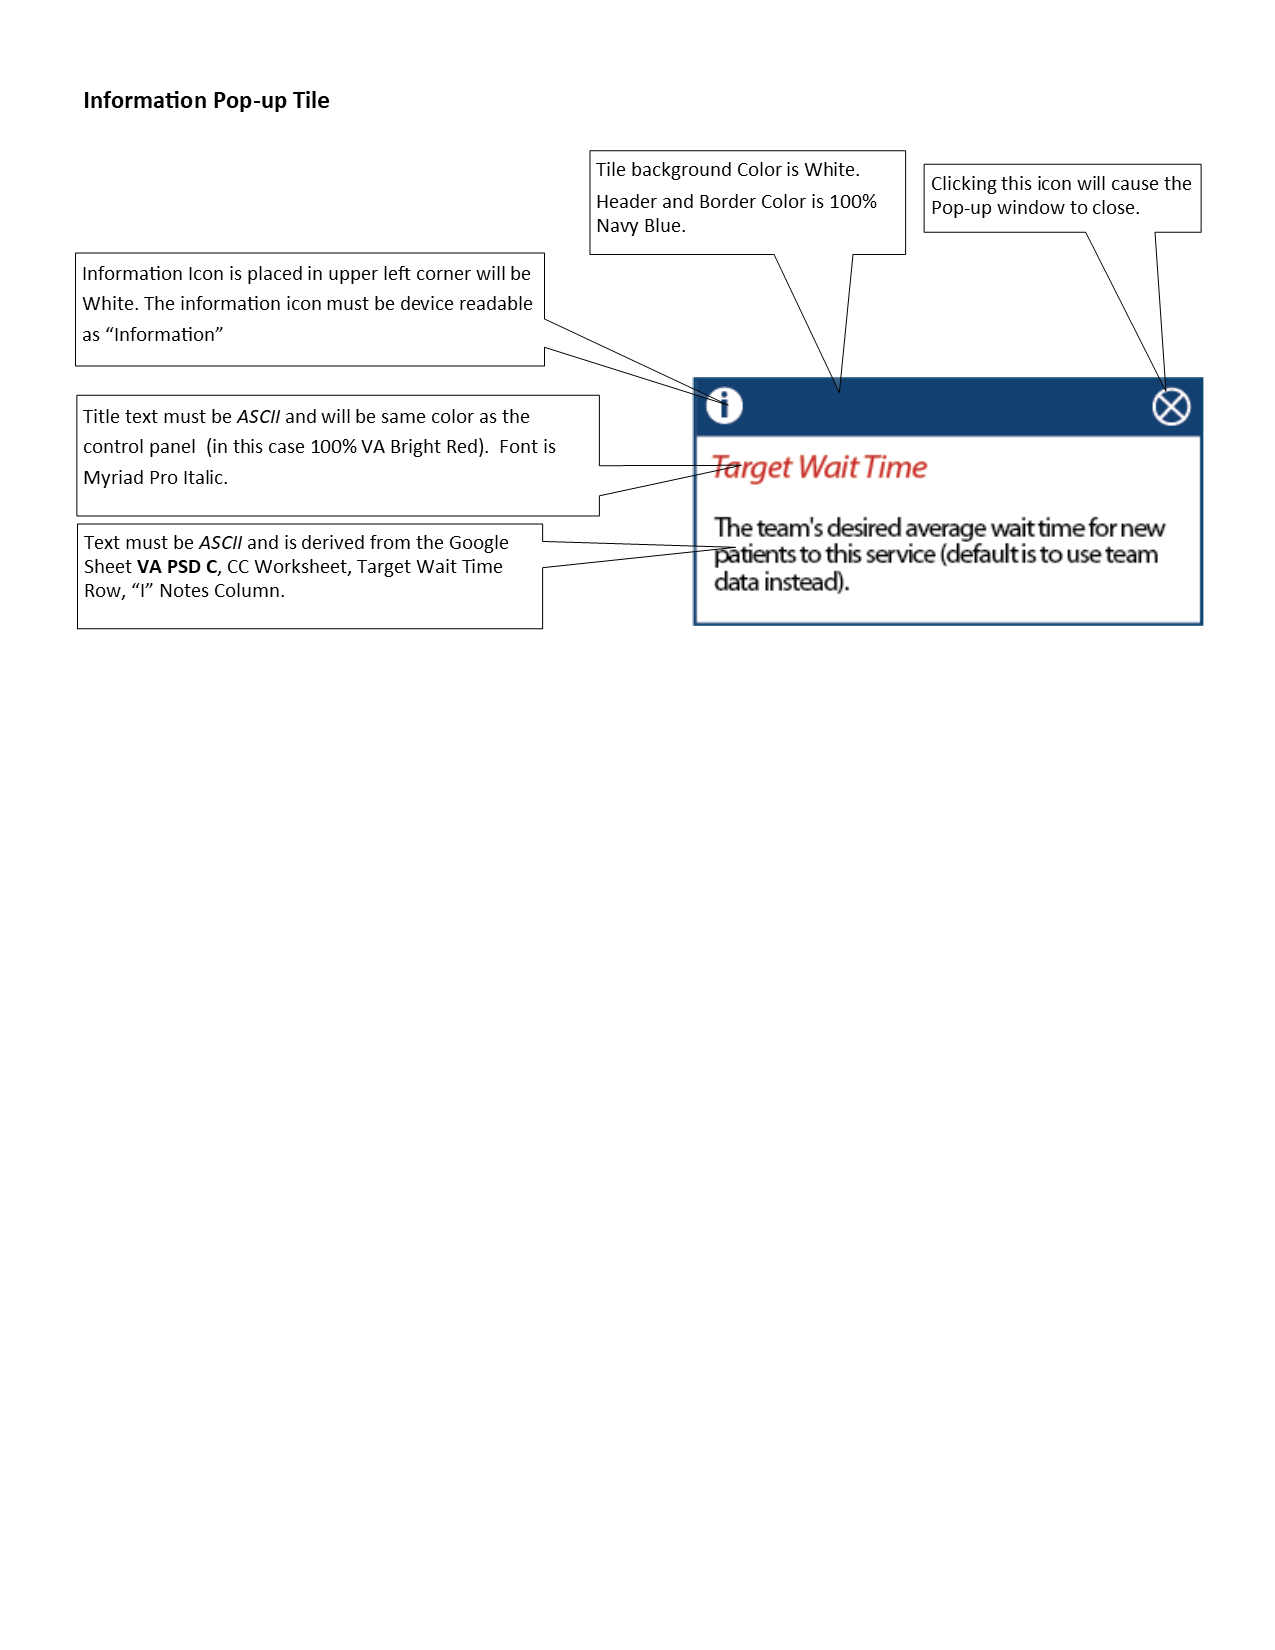 Information Pop-up Tile
Tile background Color is White.
Header and Border Color is 100%
Navy Blue.
Clicking this icon will cause the
Pop-up window to close.
Information Icon is placed in upper left corner will be
White. The information icon must be device readable
as “Information”
Title text must be ASCII and will be same color as the
control panel  (in this case 100% VA Bright Red).  Font is
Myriad Pro Italic.
Text must be ASCII and is derived from the Google
Sheet VA PSD C, CC Worksheet, Target Wait Time
Row, “I” Notes Column.
i
Target Wait Time
The team's desired average wait time for new
patients to this service (default is to use team
data instead).